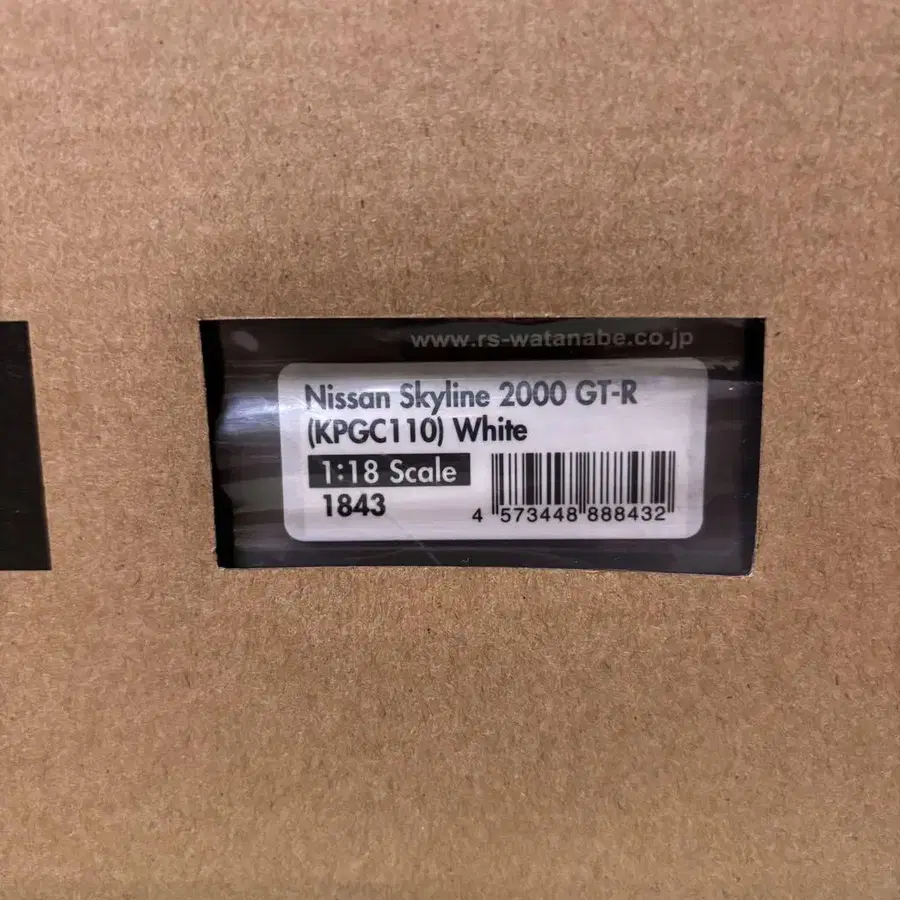 www.rs-watanabe.co.jp
Nissan Skyline 2000 GT-R
(KPGC110) White
1:18 Scale
1843
4 573448 888432